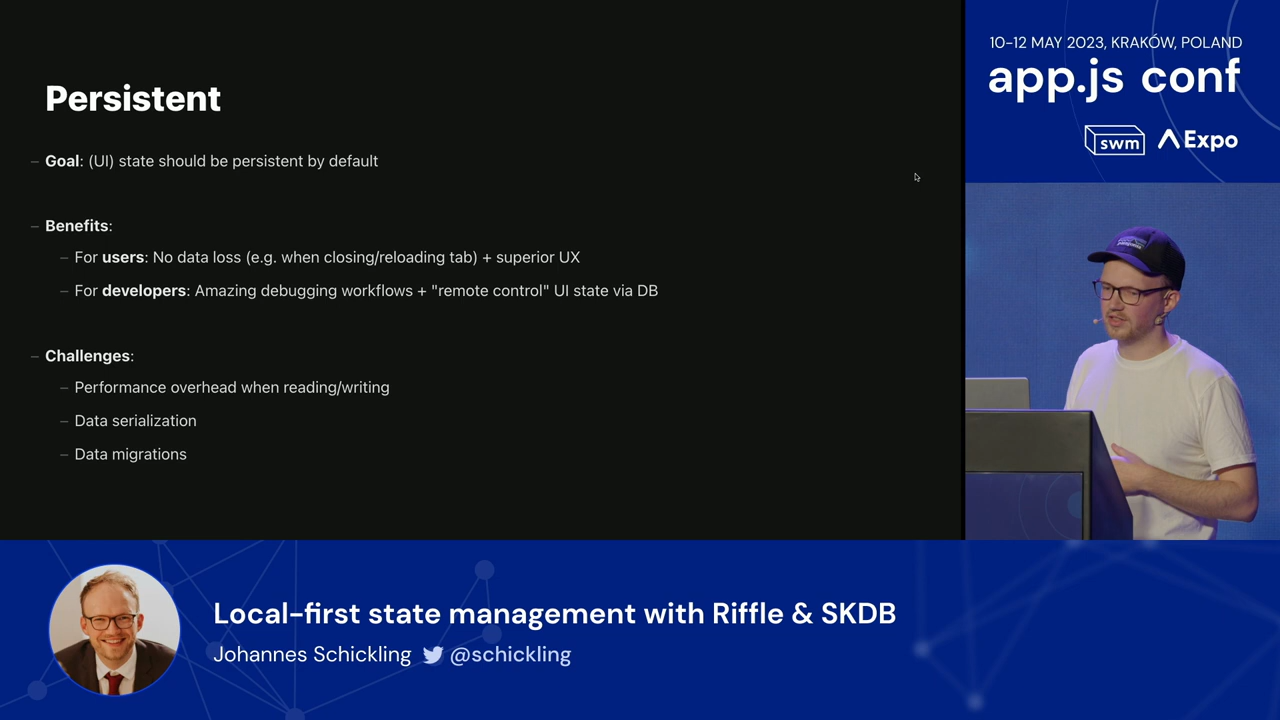 Persistent
– Goal: (UI) state should be persistent by default
– Benefits:
– For users: No data loss (e.g. when closing/reloading tab) + superior UX
– For developers: Amazing debugging workflows + "remote control" UI state via DB
– Challenges:
– Performance overhead when reading/writing
– Data serialization
– Data migrations
10-12 MAY 2023, KRAKÓW, POLAND
app.js conf
swm
Expo
Local-first state management with Riffle & SKDB
Johannes Schickling @schickling